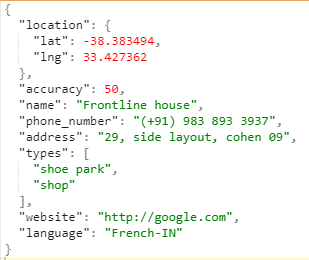 {
  "location": {
    "lat": -38.383494,
    "lng": 33.427362
  },
  "accuracy": 50,
  "name": "Frontline house",
  "phone_number": "(+91) 983 893 3937",
  "address": "29, side layout, cohen 09",
  "types": [
    "shoe park",
    "shop"
  ],
  "website": "http://google.com",
  "language": "French-IN"
}